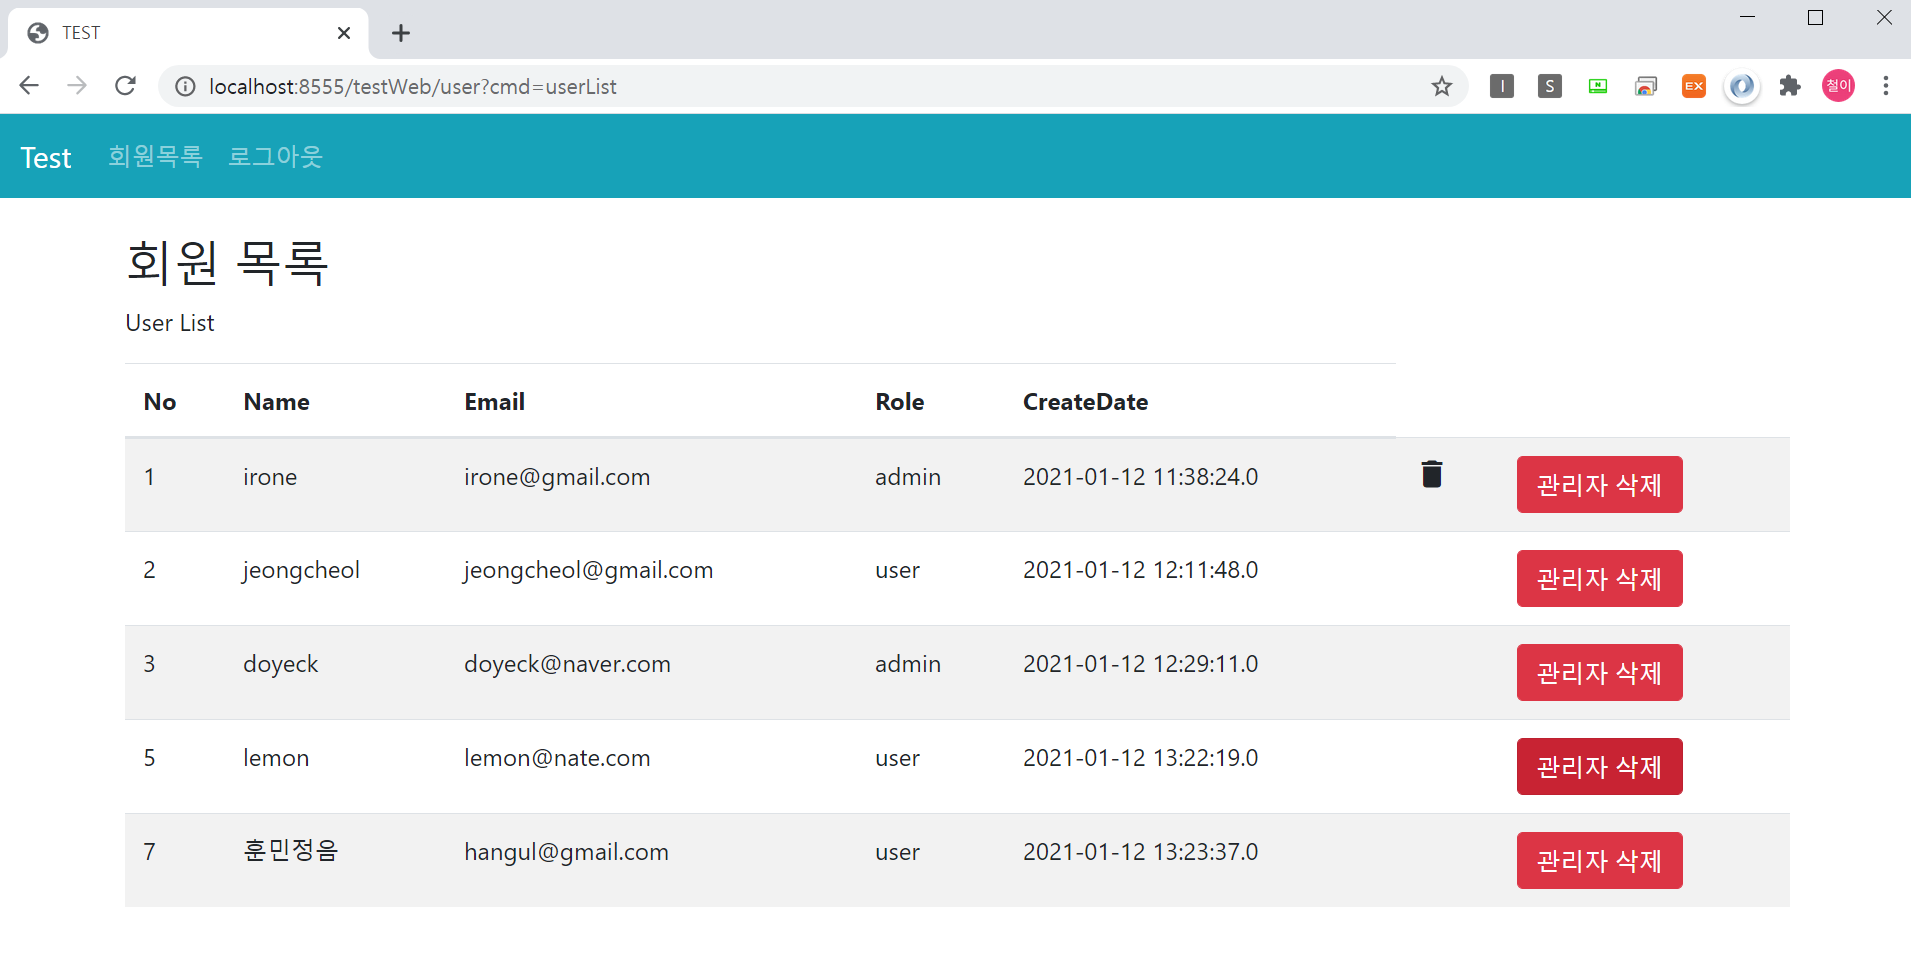 TEST
localhost:8555/testWeb/user?cmd=userList
I
S
N
EX
철이
Test 회원목록 로그아웃
회원 목록
User List
No Name Email Role CreateDate
1 irone irone@gmail.com admin 2021-01-12 11:38:24.0 관리자 삭제
2 jeongcheol jeongcheol@gmail.com user 2021-01-12 12:11:48.0 관리자 삭제
3 doyeck doyeck@naver.com admin 2021-01-12 12:29:11.0 관리자 삭제
5 lemon lemon@nate.com user 2021-01-12 13:22:19.0 관리자 삭제
7 훈민정음 hangul@gmail.com user 2021-01-12 13:23:37.0 관리자 삭제